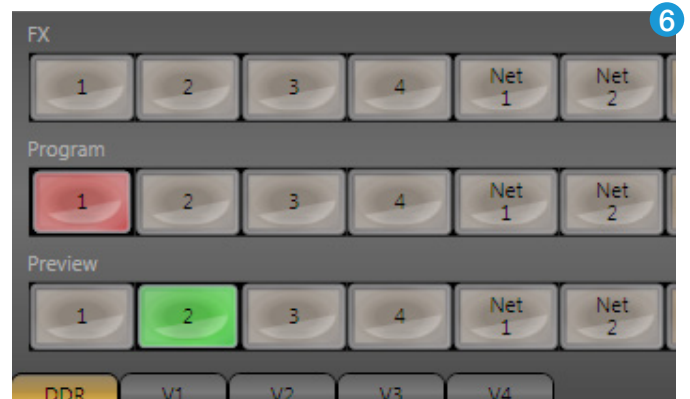 6
FX
1 2 3 4 Net 1 Net 2
Program
1 2 3 4 Net 1 Net 2
Preview
1 2 3 4 Net 1 Net 2
DDR V1 V2 V3 V4